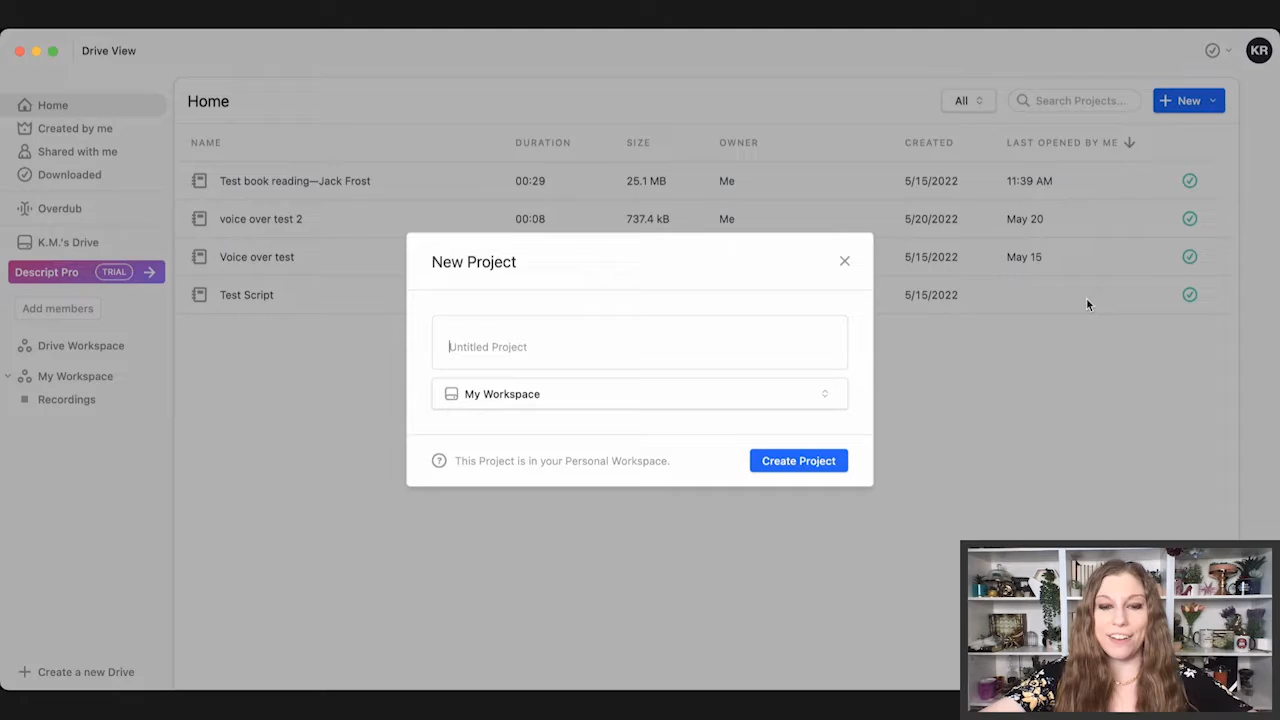 Drive View
KR
Home
Created by me
Shared with me
Downloaded
Overdub
K.M.'s Drive
Descript Pro TRIAL
Add members
Drive Workspace
My Workspace
Recordings
Create a new Drive
Home
All
Search Projects...
New
NAME DURATION SIZE OWNER CREATED LAST OPENED BY ME
Test book reading—Jack Frost 00:29 25.1 MB Me 5/15/2022 11:39 AM
voice over test 2 00:08 737.4 kB Me 5/20/2022 May 20
Voice over test 5/15/2022 May 15
Test Script 5/15/2022
New Project
Untitled Project
My Workspace
This Project is in your Personal Workspace.
Create Project